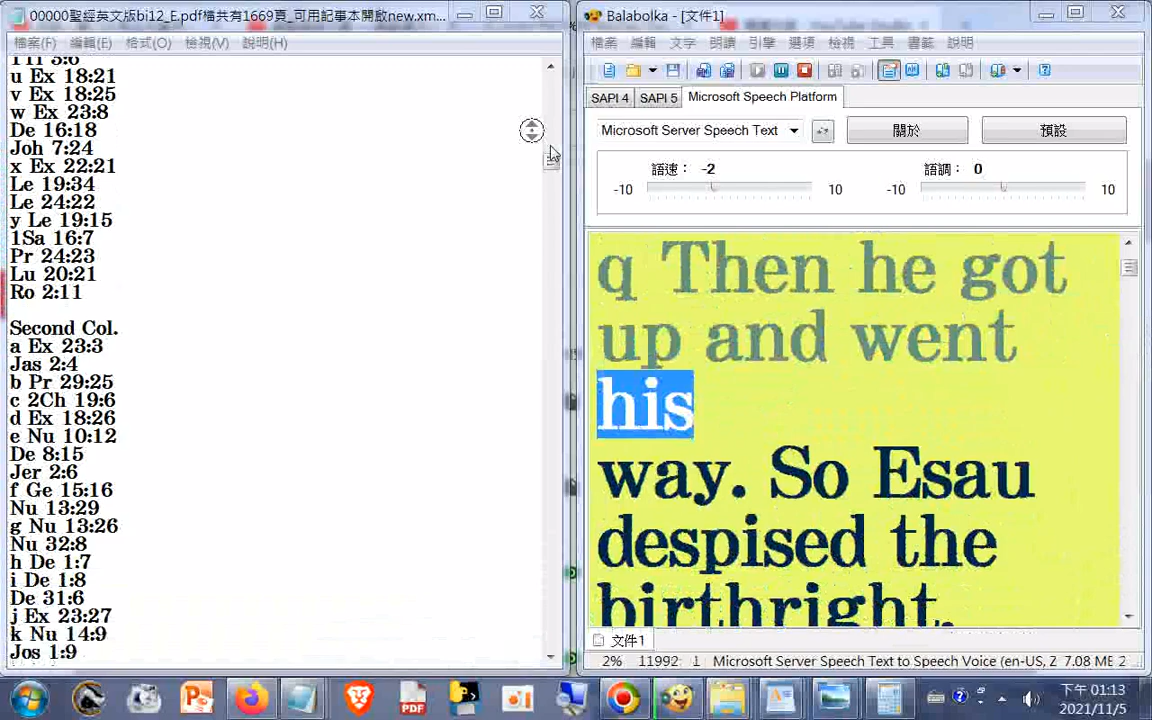 00000聖經英文版bi12_E.pdf檔共有1669頁_可用記事本開啟new.xm...
檔案(F) 編輯(E) 格式(O) 檢視(V) 說明(H)
u Ex 18:21
v Ex 18:25
w Ex 23:8
De 16:18
Joh 7:24
x Ex 22:21
Le 19:34
Le 24:22
y Le 19:15
1Sa 16:7
Pr 24:23
Lu 20:21
Ro 2:11
Second Col.
a Ex 23:3
Jas 2:4
b Pr 29:25
c 2Ch 19:6
d Ex 18:26
e Nu 10:12
De 8:15
Jer 2:6
f Ge 15:16
Nu 13:29
g Nu 13:26
Nu 32:8
h De 1:7
i De 1:8
De 31:6
j Ex 23:27
k Nu 14:9
Jos 1:9
Balabolka - [文件1]
檔案 編輯 文字 朗讀 引擎 選項 檢視 工具 書籤 說明
SAPI 4 SAPI 5 Microsoft Speech Platform
Microsoft Server Speech Text 關於 預設
語速： -2 語調： 0
-10 10 -10 10
q Then he got
up and went
his
way. So Esau
despised the
birthright.
文件1
2% 11992: 1 Microsoft Server Speech Text to Speech Voice (en-US, Z 7.08 ME 2
PDF
下午 01:13
2021/11/5